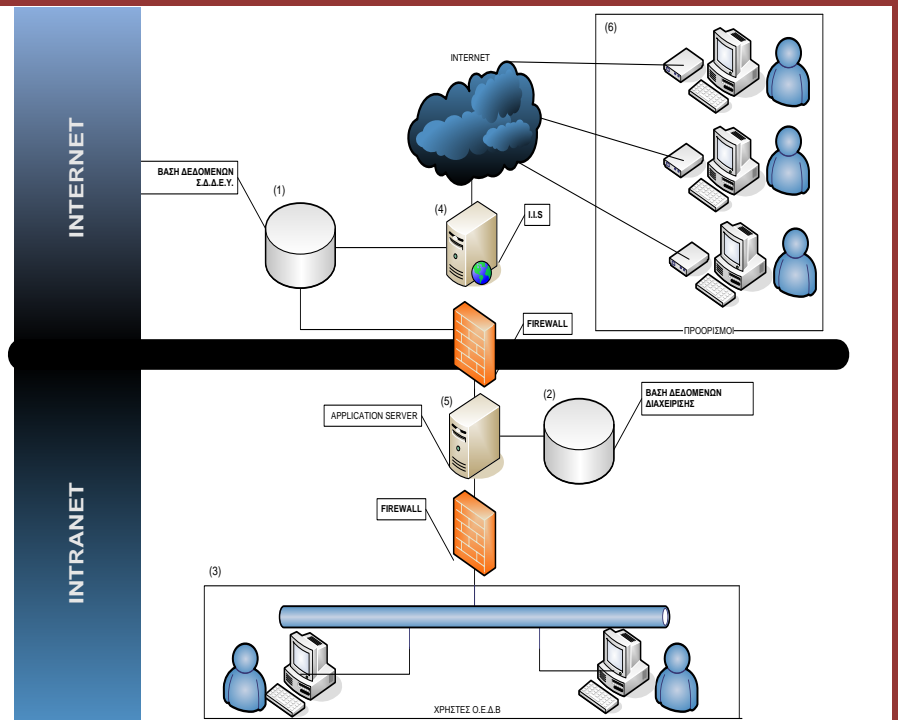 (6)
INTERNET
INTERNET
ΒΑΣΗ ΔΕΔΟΜΕΝΩΝ
Σ.Δ.Δ.Ε.Υ.
(1)
(4)
I.I.S
FIREWALL
ΠΡΟΟΡΙΣΜΟΙ
(5)
(2)
ΒΑΣΗ ΔΕΔΟΜΕΝΩΝ
ΔΙΑΧΕΙΡΙΣΗΣ
APPLICATION SERVER
INTRANET
FIREWALL
(3)
ΧΡΗΣΤΕΣ Ο.Ε.Δ.Β